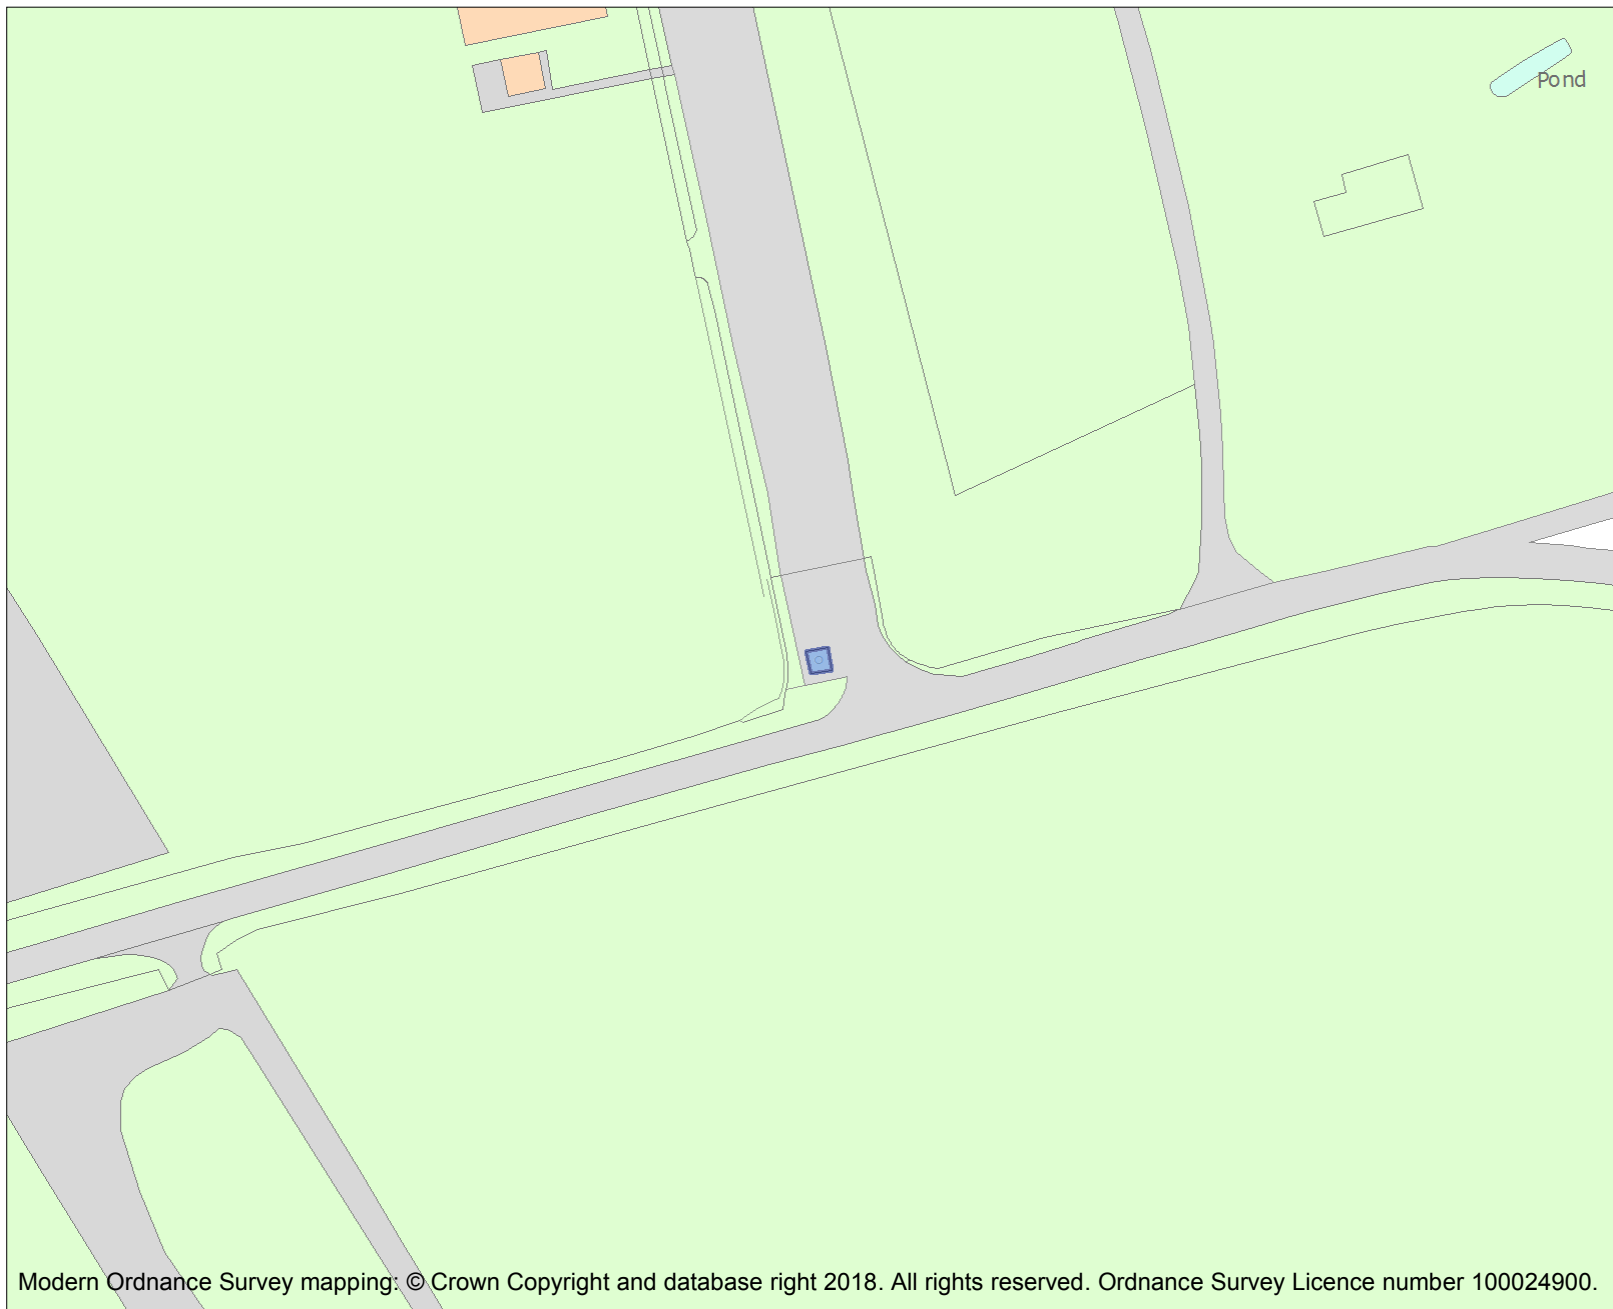 Pond
Modern Ordnance Survey mapping: © Crown Copyright and database right 2018. All rights reserved. Ordnance Survey Licence number 100024900.